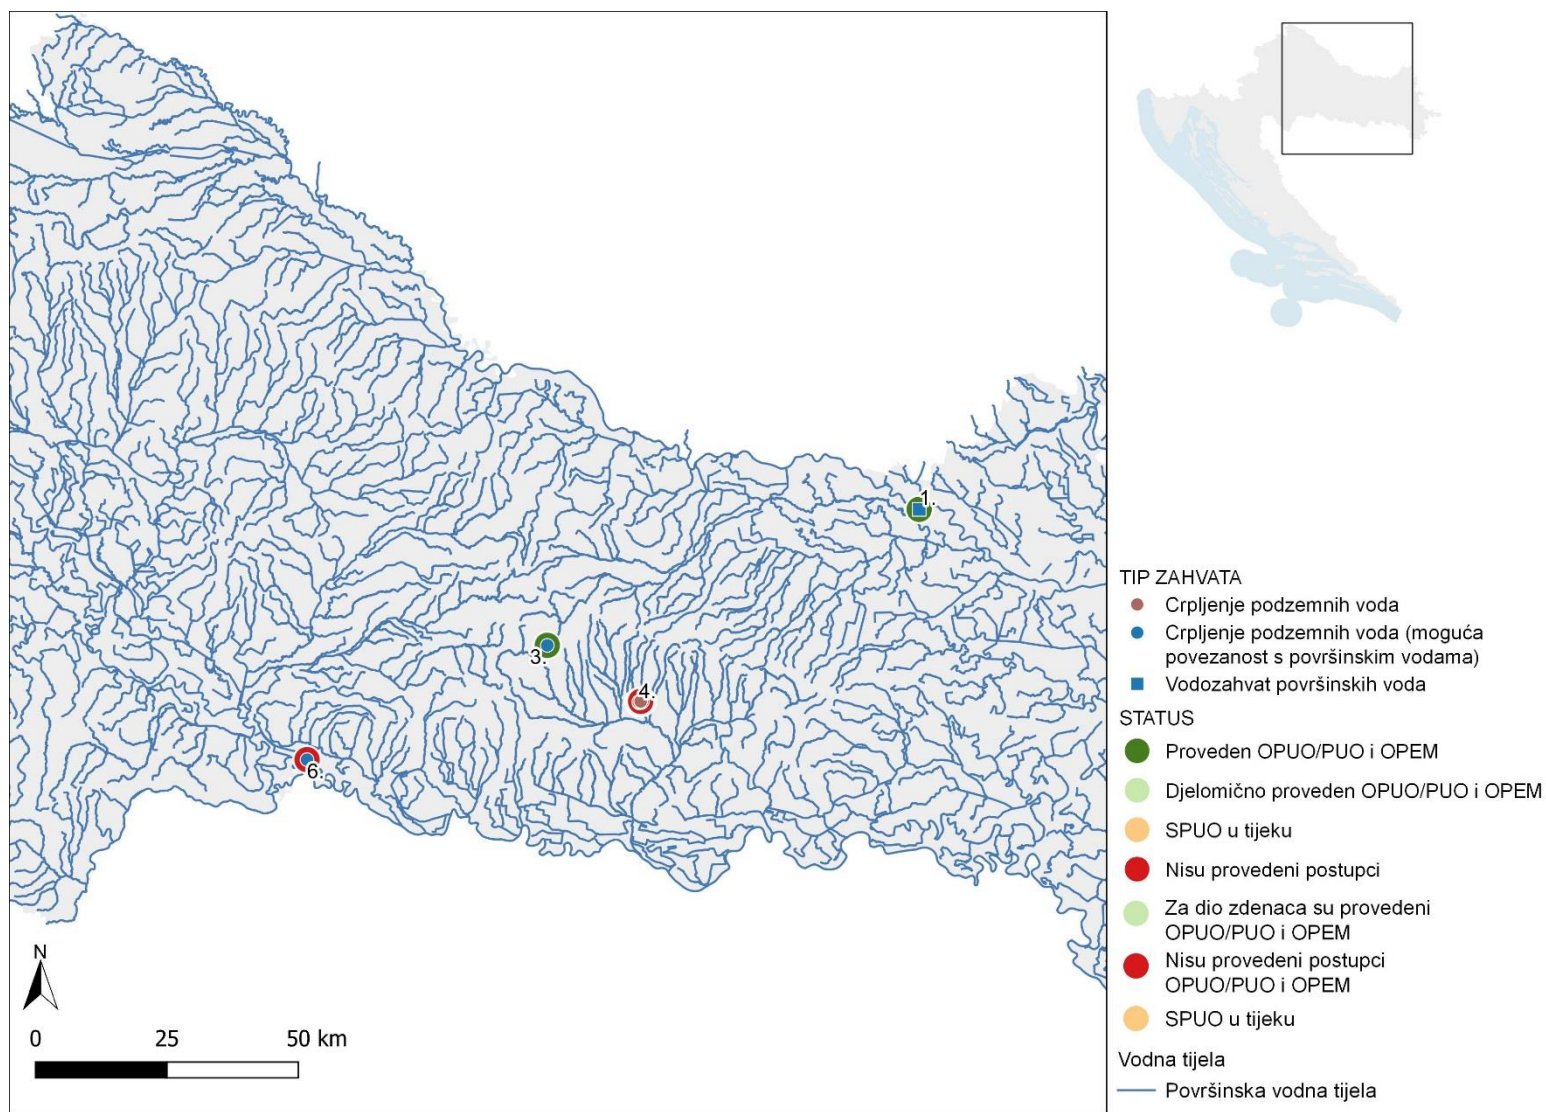 1.
3.
4.
6.
N
0 25 50 km
TIP ZAHVATA
Crpljenje podzemnih voda
Crpljenje podzemnih voda (moguća
povezanost s površinskim vodama)
Vodozahvat površinskih voda
STATUS
Proveden OPUO/PUO i OPEM
Djelomično proveden OPUO/PUO i OPEM
SPUO u tijeku
Nisu provedeni postupci
Za dio zdenaca su provedeni
OPUO/PUO i OPEM
Nisu provedeni postupci
OPUO/PUO i OPEM
SPUO u tijeku
Vodna tijela
Površinska vodna tijela